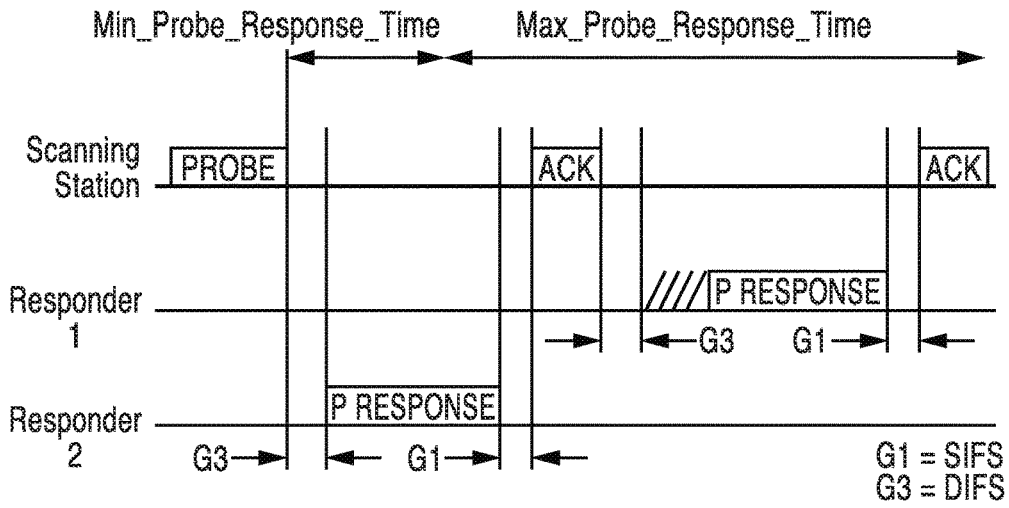 Min_Probe_Response_Time
Max_Probe_Response_Time
Scanning
Station
PROBE
ACK
ACK
Responder
1
P RESPONSE
G3
G1
Responder
2
P RESPONSE
G3
G1
G1 = SIFS
G3 = DIFS